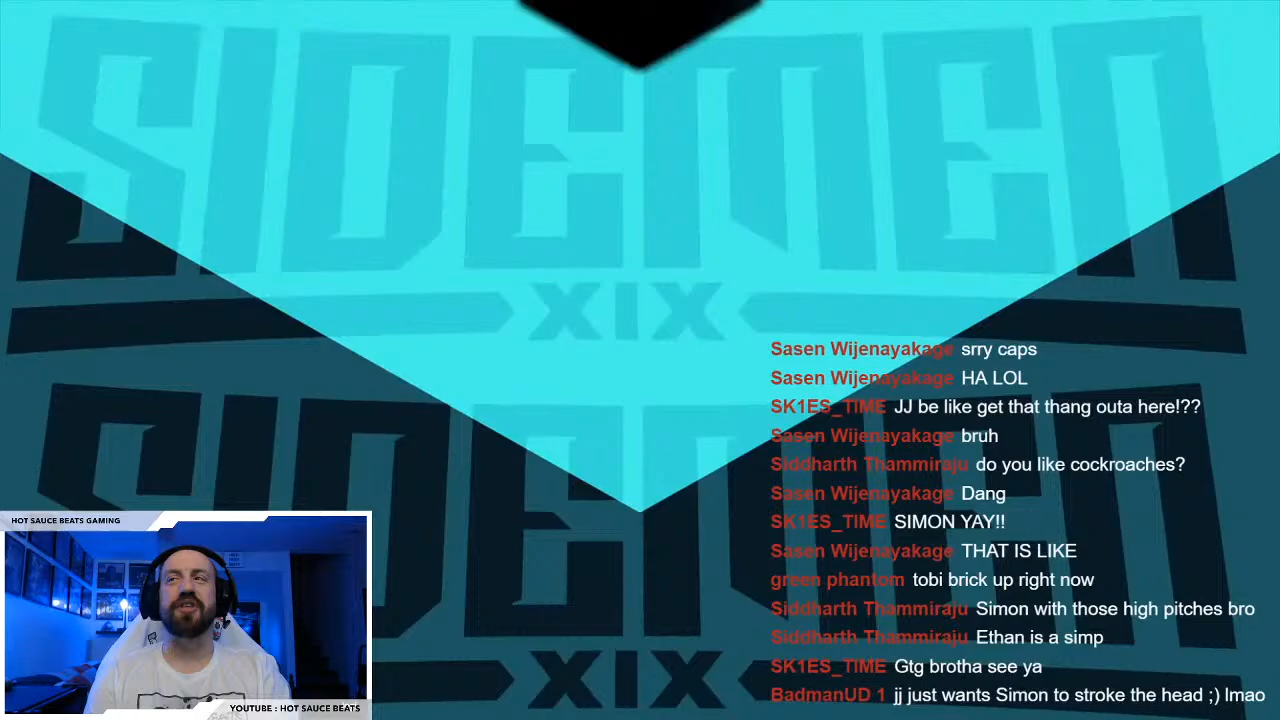 SIDEMEN
XIX
SIDEMEN
XIX
Sasen Wijenayakage srry caps
Sasen Wijenayakage HA LOL
SK1ES_TIME JJ be like get that thang outa here!??
Sasen Wijenayakage bruh
Siddharth Thammiraju do you like cockroaches?
Sasen Wijenayakage Dang
SK1ES_TIME SIMON YAY!!
Sasen Wijenayakage THAT IS LIKE
green phantom tobi brick up right now
Siddharth Thammiraju Simon with those high pitches bro
Siddharth Thammiraju Ethan is a simp
SK1ES_TIME Gtg brotha see ya
BadmanUD 1 jj just wants Simon to stroke the head ;) lmao
HOT SAUCE BEATS GAMING
YOUTUBE : HOT SAUCE BEATS